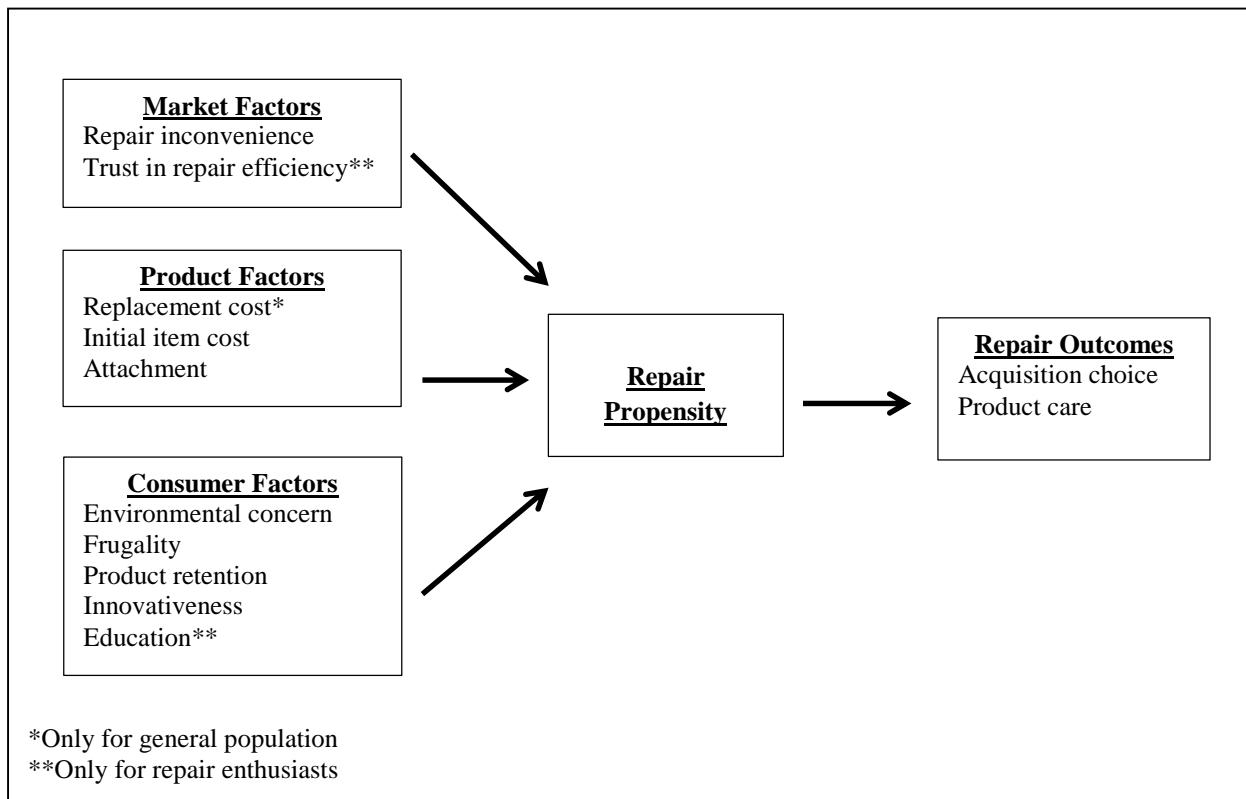 Market Factors
Repair inconvenience
Trust in repair efficiency**
Product Factors
Replacement cost*
Initial item cost
Attachment
Consumer Factors
Environmental concern
Frugality
Product retention
Innovativeness
Education**
Repair
Propensity
Repair Outcomes
Acquisition choice
Product care
*Only for general population
**Only for repair enthusiasts